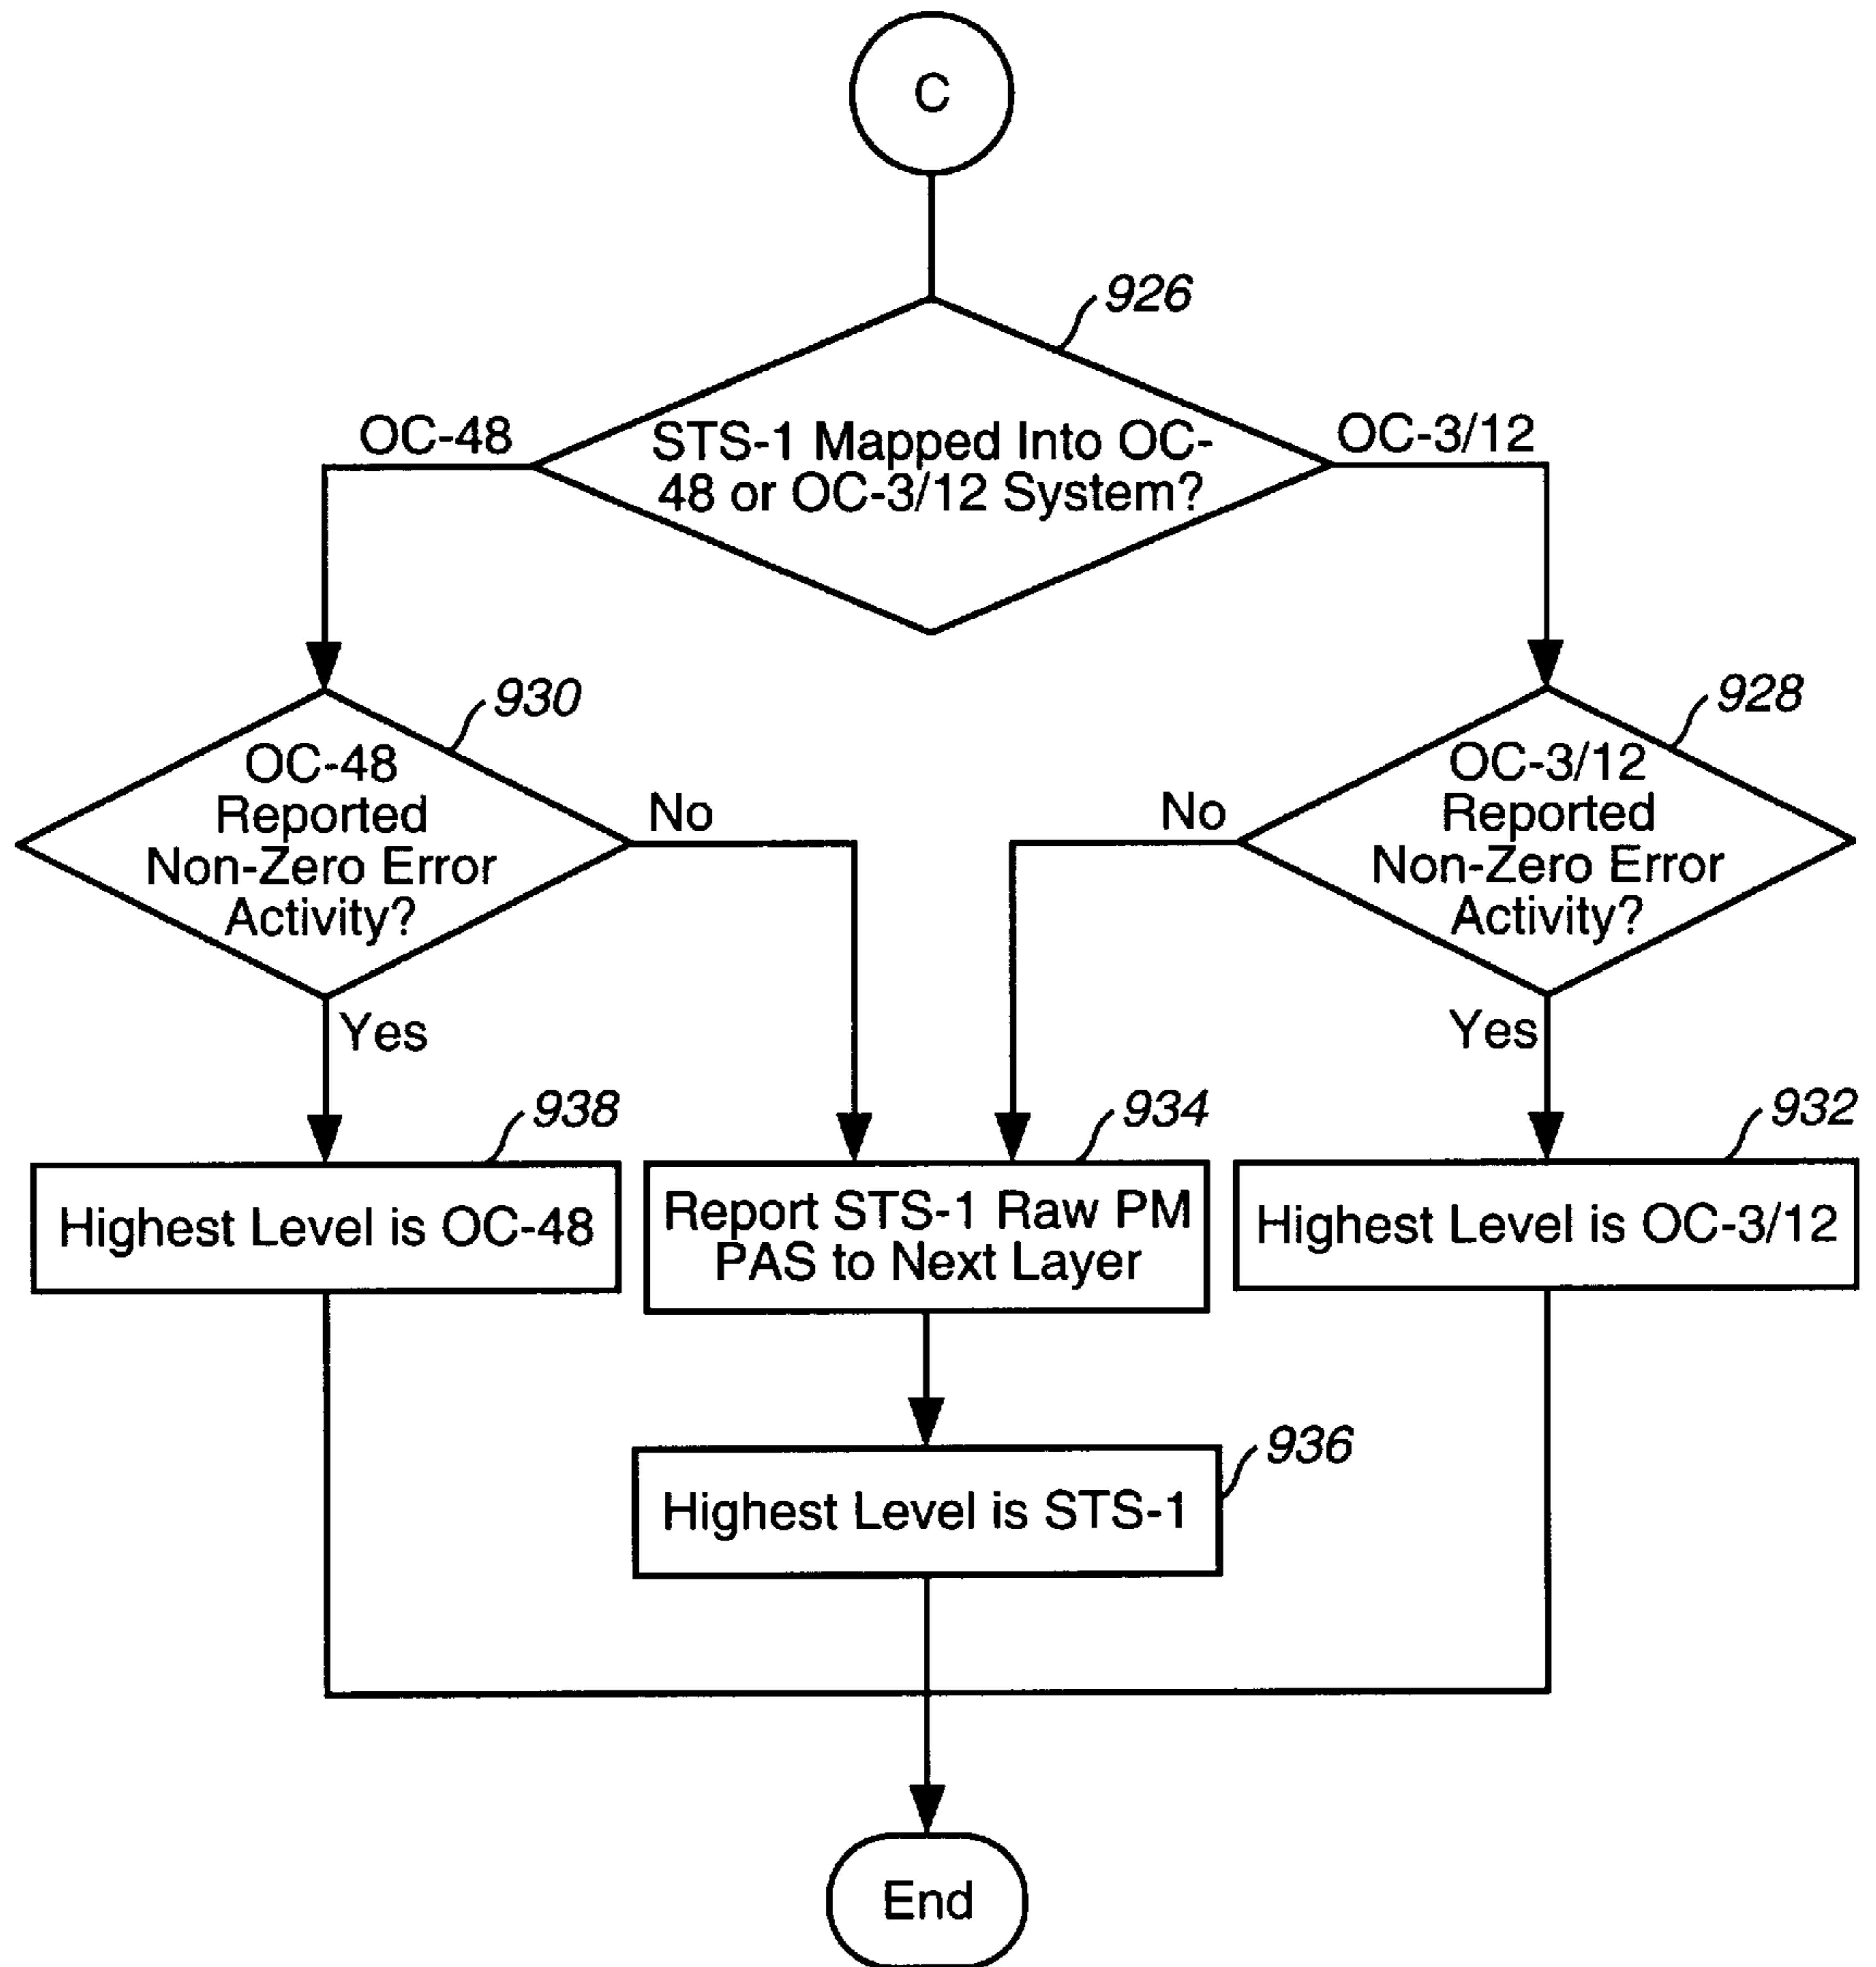 C
926
OC-48
STS-1 Mapped Into OC-
48 or OC-3/12 System?
OC-3/12
930
OC-48
Reported
Non-Zero Error
Activity?
No
Yes
928
OC-3/12
Reported
Non-Zero Error
Activity?
No
Yes
938
Highest Level is OC-48
934
Report STS-1 Raw PM
PAS to Next Layer
932
Highest Level is OC-3/12
936
Highest Level is STS-1
End